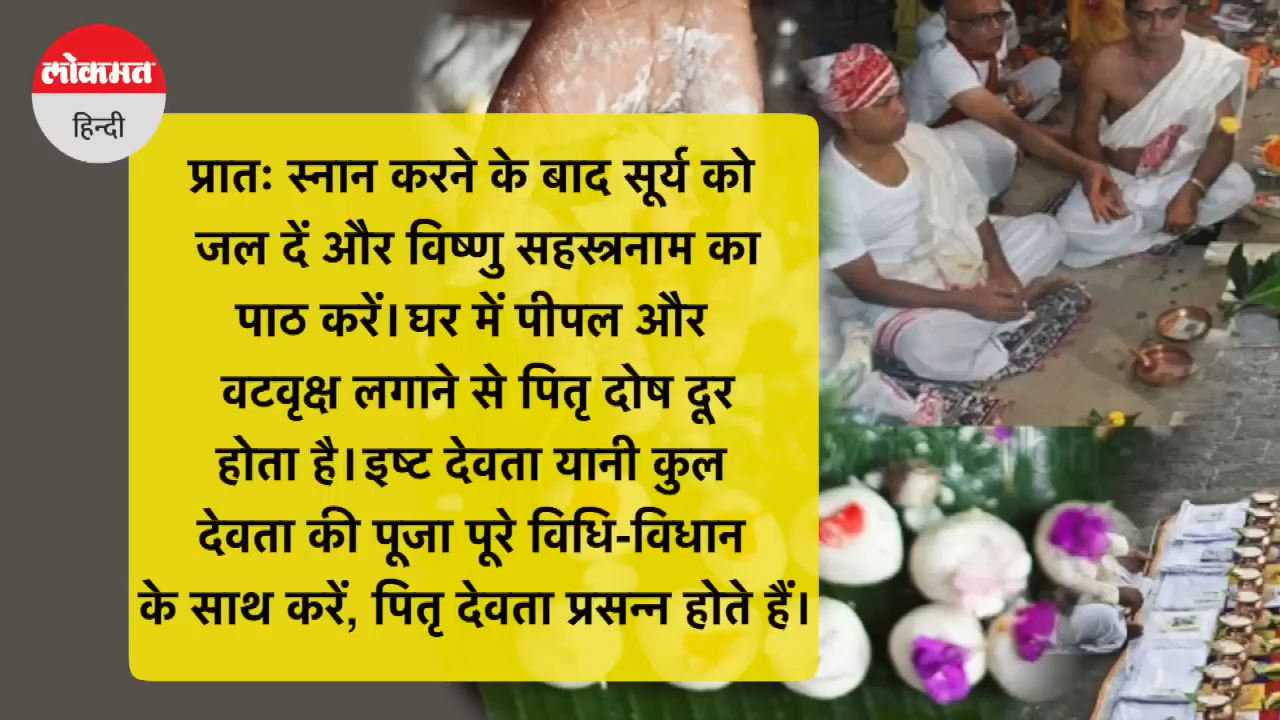 लोकमत
हिन्दी
प्रातः स्नान करने के बाद सूर्य को
जल दें और विष्णु सहस्त्रनाम का
पाठ करें। घर में पीपल और
वटवृक्ष लगाने से पितृ दोष दूर
होता है। इष्ट देवता यानी कुल
देवता की पूजा पूरे विधि-विधान
के साथ करें, पितृ देवता प्रसन्न होते हैं।